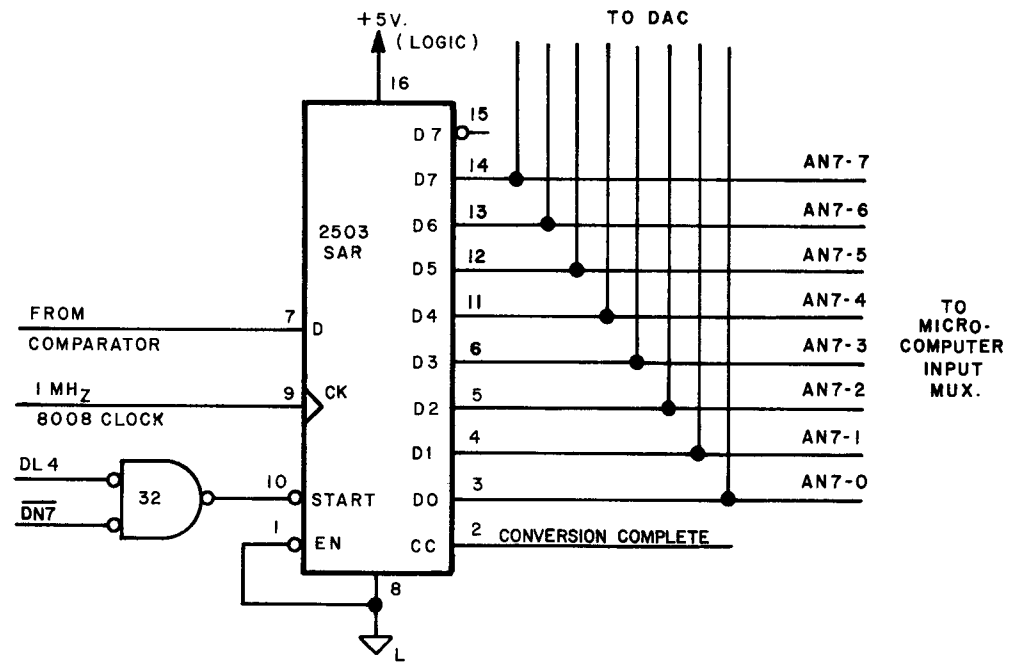 +5V.
(LOGIC)
TO DAC
16
15
D7
14
D7
AN7-7
13
D6
AN7-6
2503
SAR
12
D5
AN7-5
11
D4
AN7-4
FROM
COMPARATOR
7
D
6
D3
AN7-3
TO
MICRO-
COMPUTER
INPUT
MUX.
1 MHZ
8008 CLOCK
9
CK
5
D2
AN7-2
4
D1
AN7-1
DL4
DN7
32
10
START
3
D0
AN7-0
1
EN
CC
2
CONVERSION COMPLETE
8
L